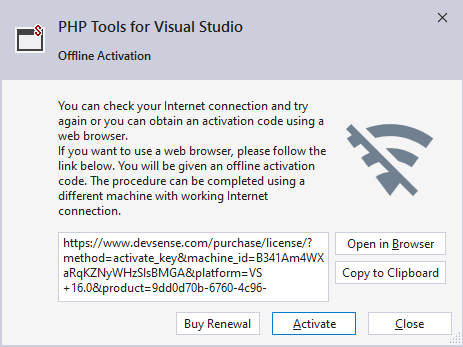 PHP Tools for Visual Studio
Offline Activation
You can check your Internet connection and try
again or you can obtain an activation code using a
web browser.
If you want to use a web browser, please follow the
link below. You will be given an offline activation
code. The procedure can be completed using a
different machine with working Internet
connection.
https://www.devsense.com/purchase/license/?
method=activate_key&machine_id=B341Am4WX
aRqKZNyWHzSlsBMGA&platform=VS
+16.0&product=9dd0d70b-6760-4c96-
Open in Browser
Copy to Clipboard
Buy Renewal
Activate
Close